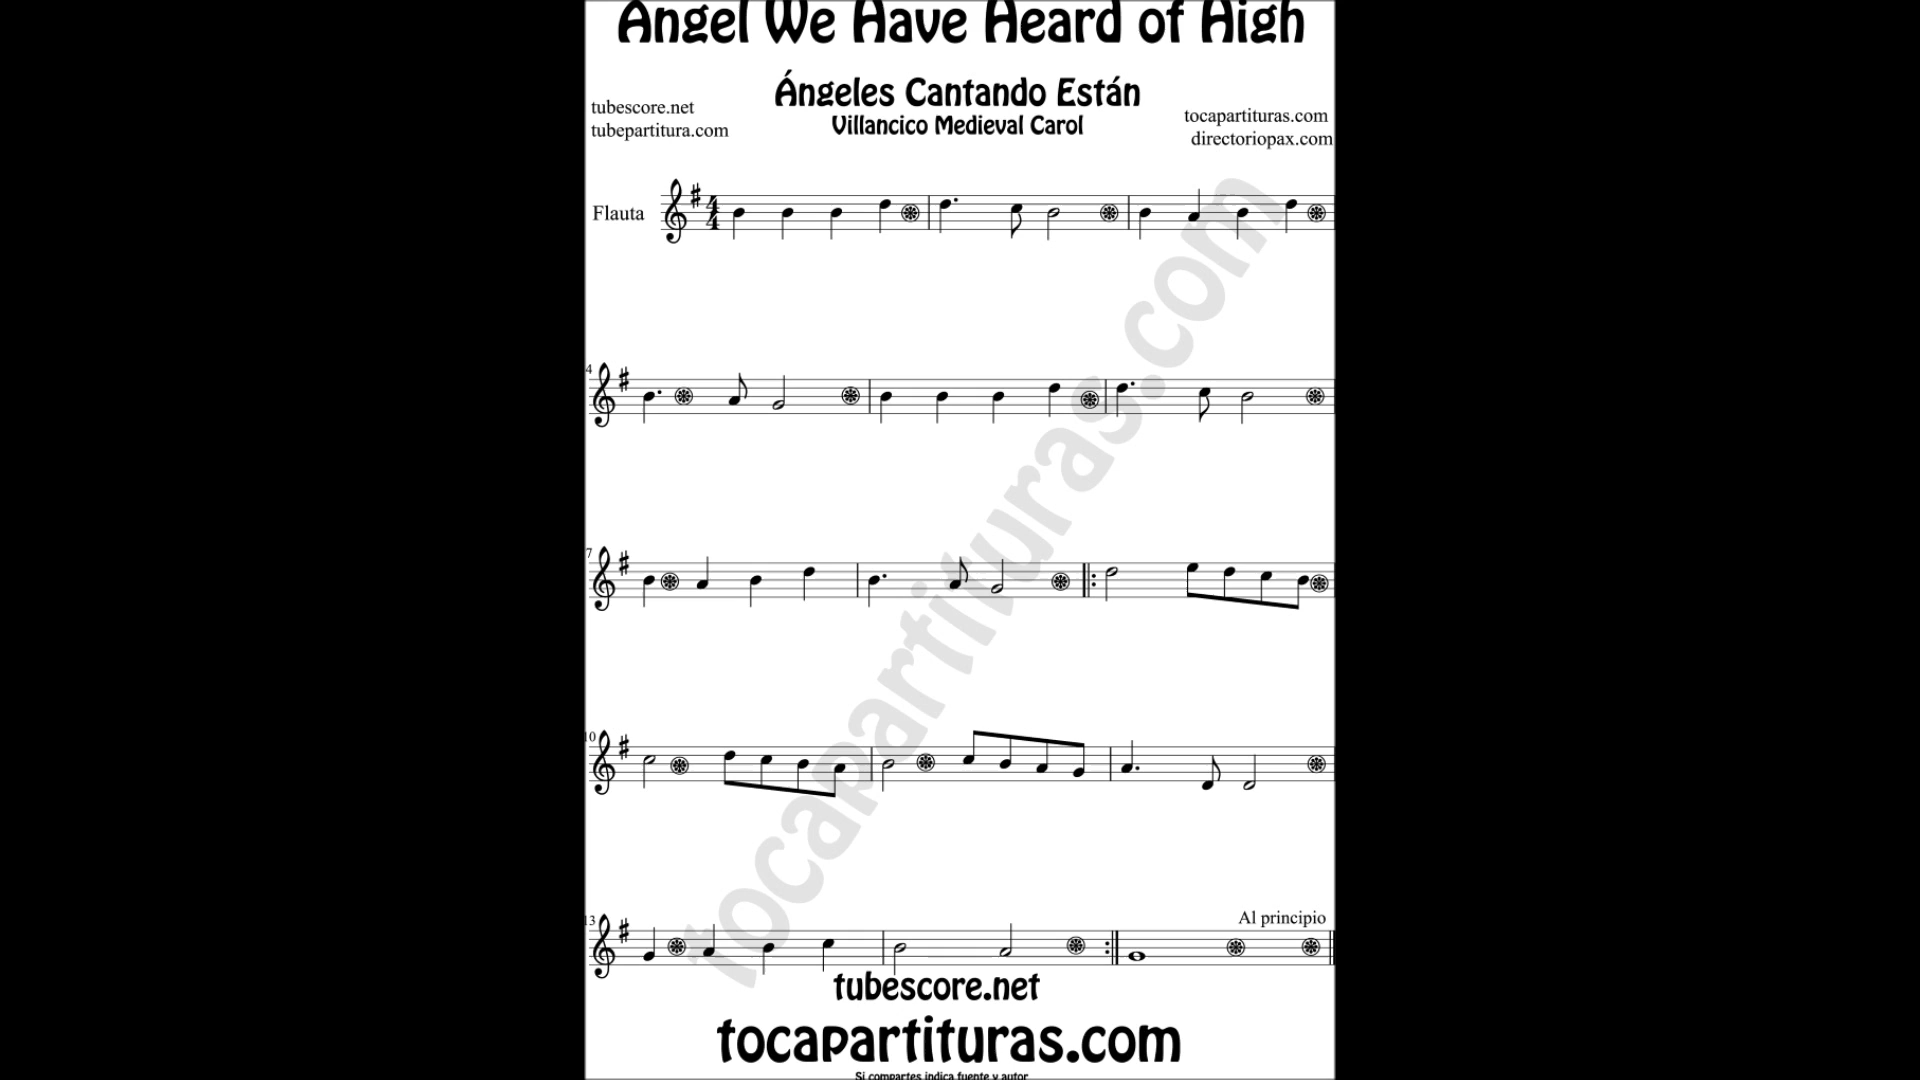 Angel We Have Heard of High
Ángeles Cantando Están
Villancico Medieval Carol
tubescore.net
tubepartitura.com
tocapartituras.com
directoriopax.com
Flauta
4
4
4
7
10
13
Al principio
tocapartituras.com
tubescore.net
tocapartituras.com
Si compartes indica fuente y autor